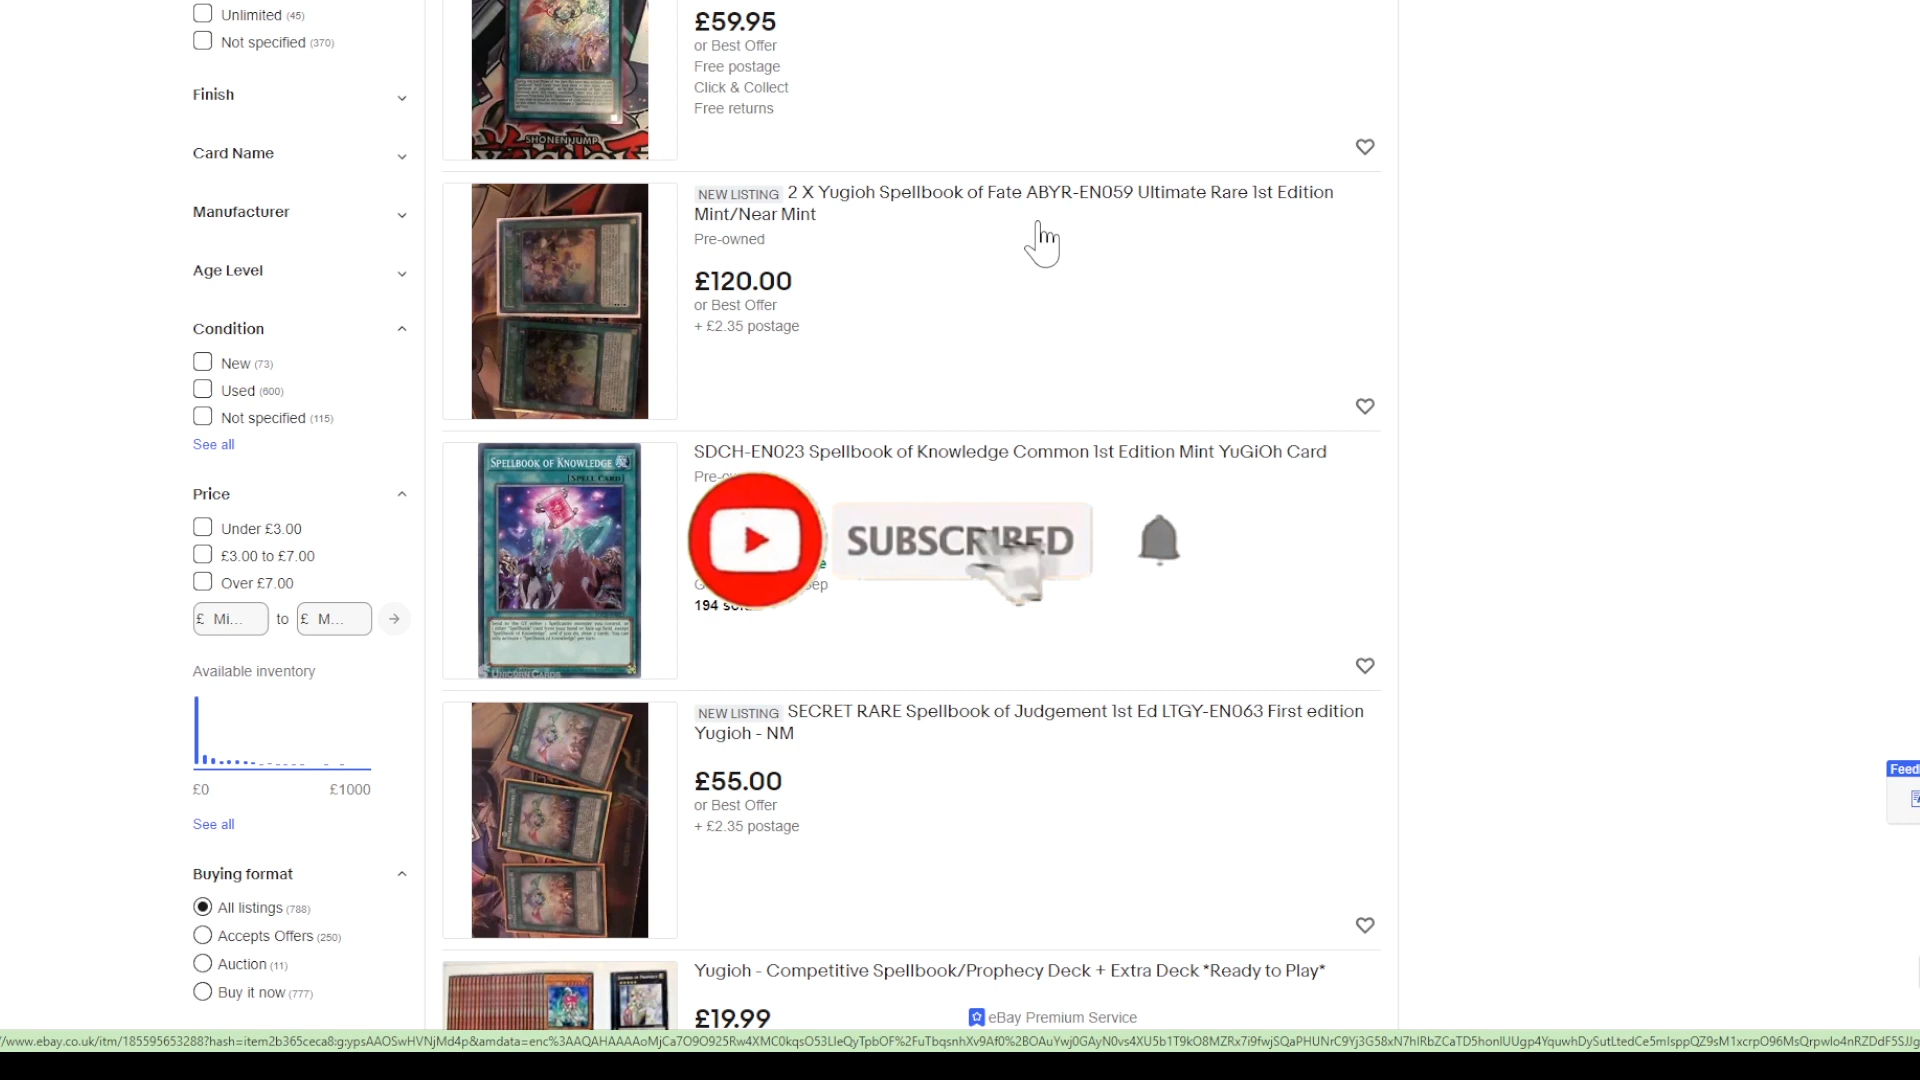 Unlimited (45)
Not specified (370)
Finish
Card Name
Manufacturer
Age Level
Condition
New (73)
Used (600)
Not specified (115)
See all
Price
Under £3.00
£3.00 to £7.00
Over £7.00
£ Mi... to £ M...
Available inventory
£0 £1000
See all
Buying format
All listings (788)
Accepts Offers (250)
Auction (11)
Buy it now (777)
£59.95
or Best Offer
Free postage
Click & Collect
Free returns
SHONEN JUMP
NEW LISTING 2 X Yugioh Spellbook of Fate ABYR-EN059 Ultimate Rare 1st Edition
Mint/Near Mint
Pre-owned
£120.00
or Best Offer
+ £2.35 postage
SPELLBOOK OF KNOWLEDGE
[SPELL CARD]
SDCH-EN023 Spellbook of Knowledge Common 1st Edition Mint YuGiOh Card
SUBSCRIBED
194
NEW LISTING SECRET RARE Spellbook of Judgement 1st Ed LTGY-EN063 First edition
Yugioh - NM
£55.00
or Best Offer
+ £2.35 postage
Yugioh - Competitive Spellbook/Prophecy Deck + Extra Deck *Ready to Play*
£19.99
eBay Premium Service